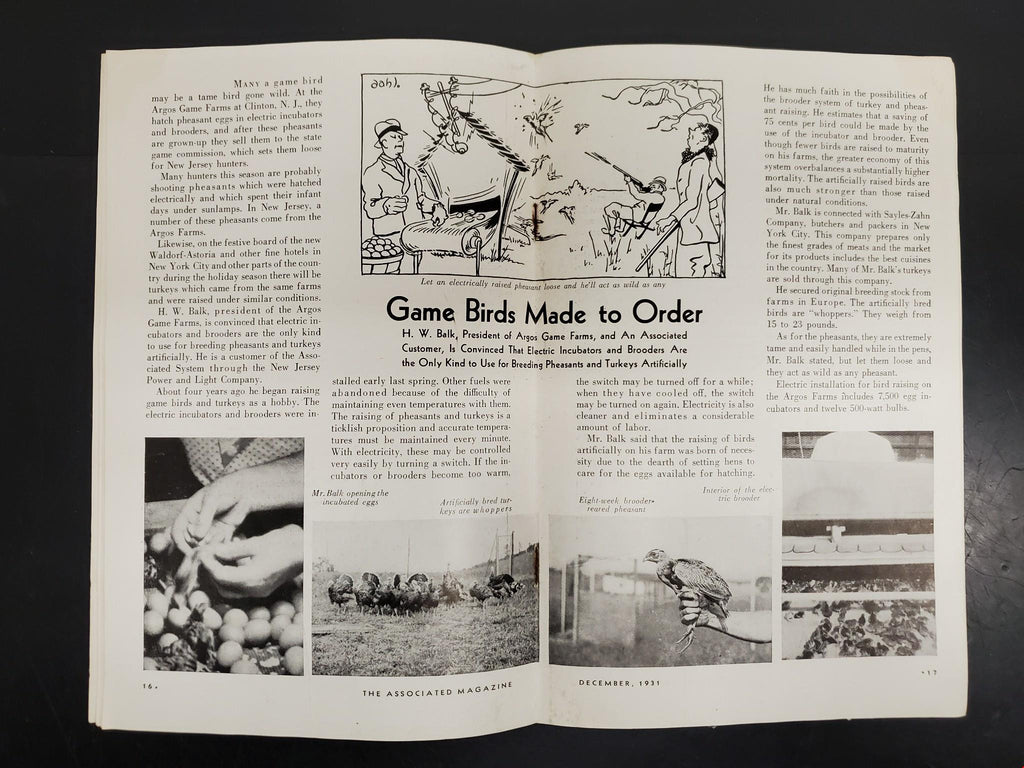 MANY a game bird
may be a tame bird gone wild. At the
Argos Game Farms at Clinton, N. J., they
hatch pheasant eggs in electric incubators
and brooders, and after these pheasants
are grown-up they sell them to the state
game commission, which sets them loose
for New Jersey hunters.
Many hunters this season are probably
shooting pheasants which were hatched
electrically and which spent their infant
days under sunlamps. In New Jersey, a
number of these pheasants come from the
Argos Farms.
Likewise, on the festive board of the new
Waldorf-Astoria and other fine hotels in
New York City and other parts of the coun-
try during the holiday season there will be
turkeys which came from the same farms
and were raised under similar conditions.
H. W. Balk, president of the Argos
Game Farms, is convinced that electric in-
cubators and brooders are the only kind
to use for breeding pheasants and turkeys
artificially. He is a customer of the Asso-
ciated System through the New Jersey
Power and Light Company.
About four years ago he began raising
game birds and turkeys as a hobby. The
electric incubators and brooders were in-
Let an electrically raised pheasant loose and he'll act as wild as any
Game Birds Made to Order
H. W. Balk, President of Argos Game Farms, and An Associated
Customer, Is Convinced That Electric Incubators and Brooders Are
the Only Kind to Use for Breeding Pheasants and Turkeys Artificially
stalled early last spring. Other fuels were
abandoned because of the difficulty of
maintaining even temperatures with them.
The raising of pheasants and turkeys is a
ticklish proposition and accurate tempera-
tures must be maintained every minute.
With electricity, these may be controlled
very easily by turning a switch. If the in-
cubators or brooders become too warm,
the switch may be turned off for a while;
when they have cooled off, the switch
may be turned on again. Electricity is also
cleaner and eliminates a considerable
amount of labor.
Mr. Balk said that the raising of birds
artificially on his farm was born of neces-
sity due to the dearth of setting hens to
care for the eggs available for hatching.
He has much faith in the possibilities of
the brooder system of turkey and pheas-
ant raising. He estimates that a saving of
75 cents per bird could be made by the
use of the incubator and brooder. Even
though fewer birds are raised to maturity
on his farms, the greater economy of this
system overbalances a substantially higher
mortality. The artificially raised birds are
also much stronger than those raised
under natural conditions.
Mr. Balk is connected with Sayles-Zahn
Company, butchers and packers in New
York City. This company prepares only
the finest grades of meats and the market
for its products includes the best cuisines
in the country. Many of Mr. Balk's turkeys
are sold through this company.
He secured original breeding stock from
farms in Europe. The artificially bred
birds are "whoppers." They weigh from
15 to 23 pounds.
As for the pheasants, they are extremely
tame and easily handled while in the pens,
Mr. Balk stated, but let them loose and
they act as wild as any pheasant.
Electric installation for bird raising on
the Argos Farms includes 7,500 egg in-
cubators and twelve 500-watt bulbs.
Mr. Balk opening the
incubated eggs
Artificially bred tur-
keys are whoppers
Eight-week brooder-
reared pheasant
Interior of the elec-
tric brooder
16
THE ASSOCIATED MAGAZINE
DECEMBER, 1931
17